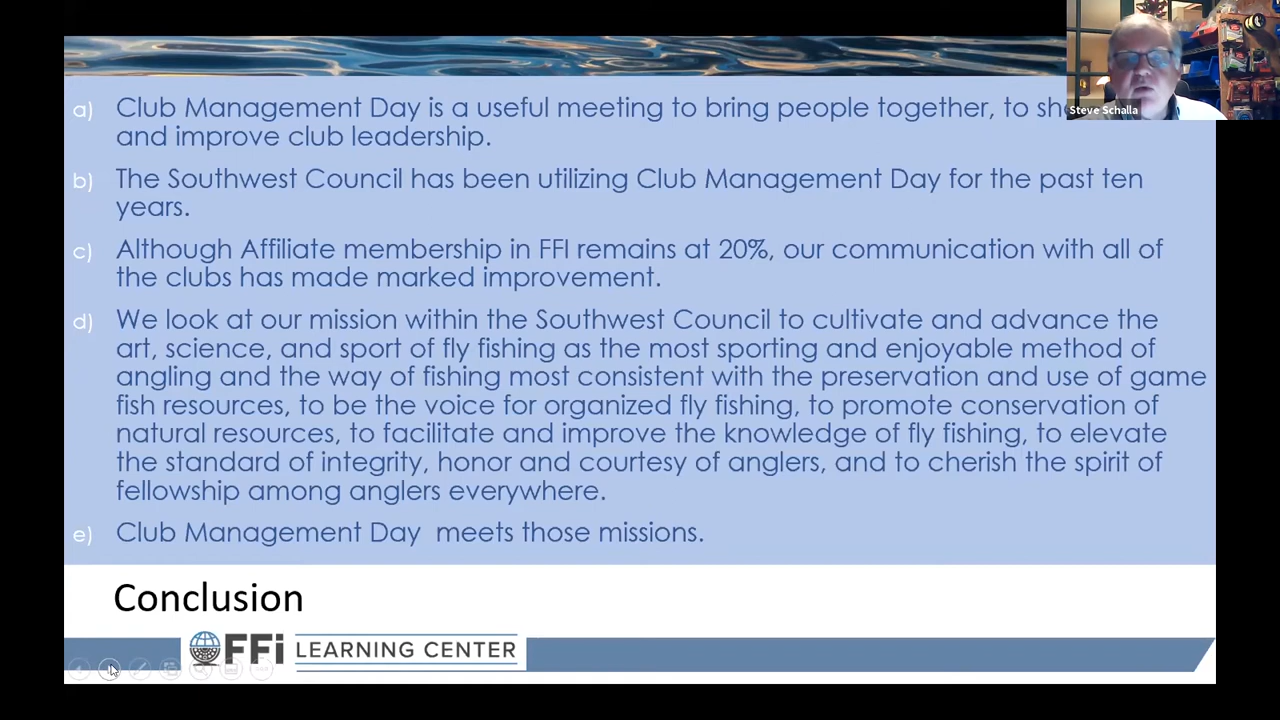 a) Club Management Day is a useful meeting to bring people together, to
and improve club leadership.
b) The Southwest Council has been utilizing Club Management Day for the past ten
years.
c) Although Affiliate membership in FFI remains at 20%, our communication with all of
the clubs has made marked improvement.
d) We look at our mission within the Southwest Council to cultivate and advance the
art, science, and sport of fly fishing as the most sporting and enjoyable method of
angling and the way of fishing most consistent with the preservation and use of game
fish resources, to be the voice for organized fly fishing, to promote conservation of
natural resources, to facilitate and improve the knowledge of fly fishing, to elevate
the standard of integrity, honor and courtesy of anglers, and to cherish the spirit of
fellowship among anglers everywhere.
e) Club Management Day meets those missions.
Conclusion
FFi LEARNING CENTER
Steve Schalla